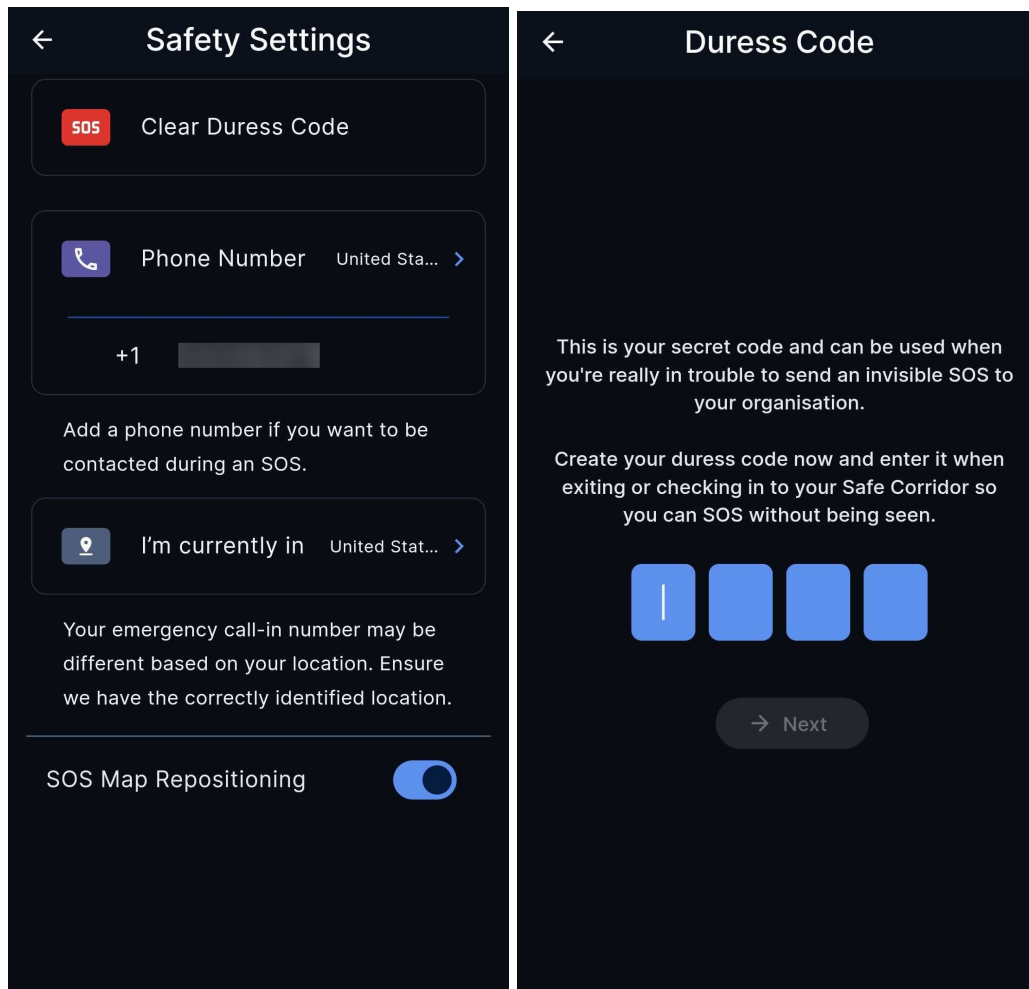 Safety Settings
SOS Clear Duress Code
Phone Number United Sta...
+1
Add a phone number if you want to be
contacted during an SOS.
I'm currently in United Stat...
Your emergency call-in number may be
different based on your location. Ensure
we have the correctly identified location.
SOS Map Repositioning
Duress Code
This is your secret code and can be used when
you're really in trouble to send an invisible SOS to
your organisation.
Create your duress code now and enter it when
exiting or checking in to your Safe Corridor so
you can SOS without being seen.
Next